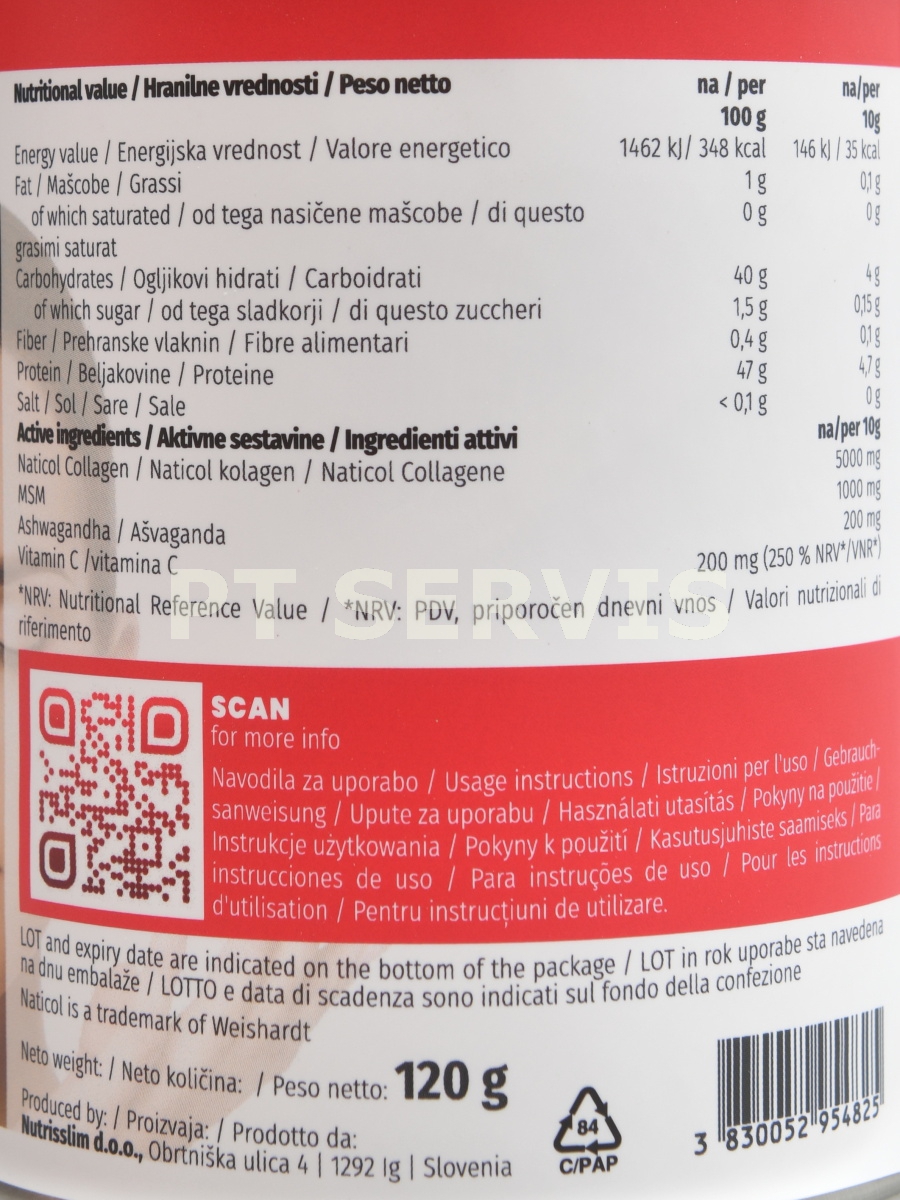 Nutritional value / Hranilne vrednosti / Peso netto na / per 100 g na/per 10g
Energy value / Energijska vrednost / Valore energetico 1462 kJ/ 348 kcal 146 kJ / 35 kcal
Fat / Maščobe / Grassi 1 g 0,1 g
of which saturated / od tega nasičene maščobe / di questo 0 g 0 g
grasimi saturat
Carbohydrates / Ogljikovi hidrati / Carboidrati 40 g 4 g
of which sugar / od tega sladkorji / di questo zuccheri 1,5 g 0,15 g
Fiber / Prehranske vlaknin / Fibre alimentari 0,4 g 0,1 g
Protein / Beljakovine / Proteine 47 g 4,7 g
Salt / Sol / Sare / Sale < 0,1 g 0 g
Active ingredients / Aktivne sestavine / Ingredienti attivi na/per 10g
Naticol Collagen / Naticol kolagen / Naticol Collagene 5000 mg
MSM 1000 mg
Ashwagandha / Ašvaganda 200 mg
Vitamin C /vitamina C 200 mg (250 % NRV*/VNR*)
PT SERVIS
*NRV: Nutritional Reference Value / *NRV: PDV, priporočen dnevni vnos / Valori nutrizionali di
riferimento
SCAN
for more info
Navodila za uporabo / Usage instructions / Istruzioni per l'uso / Gebrauch-
sanweisung / Upute za uporabu / Használati utasítás / Pokyny na použitie /
Instrukcje użytkowania / Pokyny k použití / Kasutusjuhiste saamiseks / Para
instrucciones de uso / Para instruções de uso / Pour les instructions
d'utilisation / Pentru instrucțiuni de utilizare.
LOT and expiry date are indicated on the bottom of the package / LOT in rok uporabe sta navedena
na dnu embalaže / LOTTO e data di scadenza sono indicati sul fondo della confezione
Naticol is a trademark of Weishardt
Neto weight: / Neto količina: / Peso netto: 120 g
Produced by: / Proizvaja: / Prodotto da:
Nutrisslim d.o.o., Obrtniška ulica 4 | 1292 Ig | Slovenia
84
C/PAP
3 830052 954825